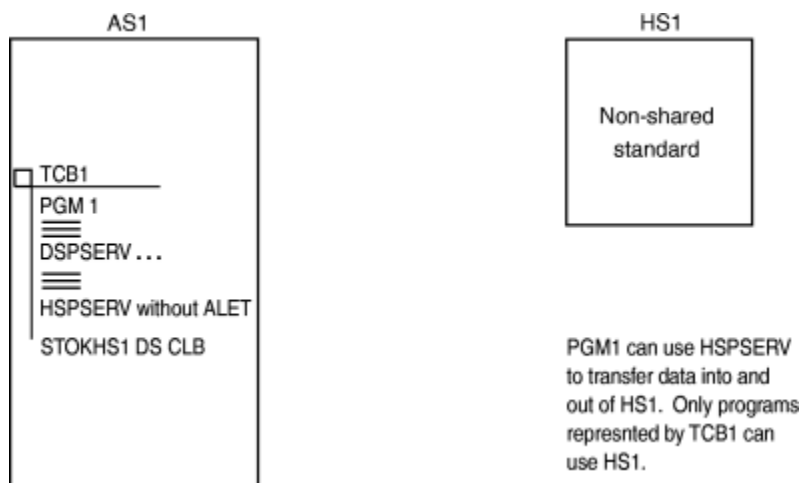 AS1
TCB1
PGM 1
DSPSERV . . .
HSPSERV without ALET
STOKHS1 DS CLB
HS1
Non-shared
standard
PGM1 can use HSPSERV
to transfer data into and
out of HS1. Only programs
represnted by TCB1 can
use HS1.